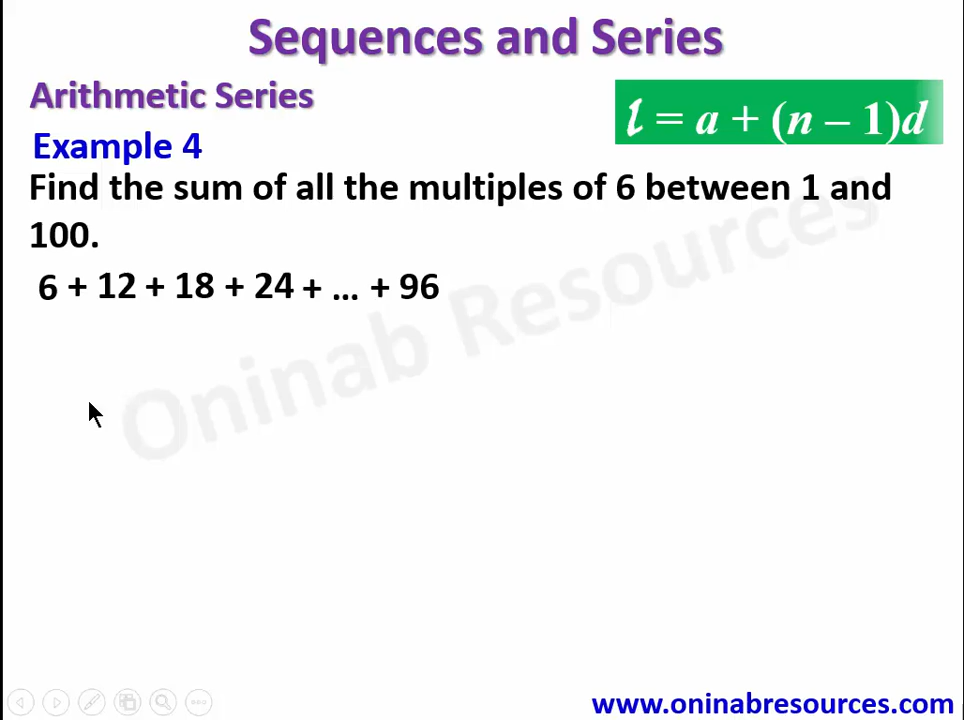 Sequences and Series
Arithmetic Series
l = a + (n – 1)d
Example 4
Find the sum of all the multiples of 6 between 1 and
100.
6 + 12 + 18 + 24 + ... + 96
Oninab Resources
www.oninabresources.com